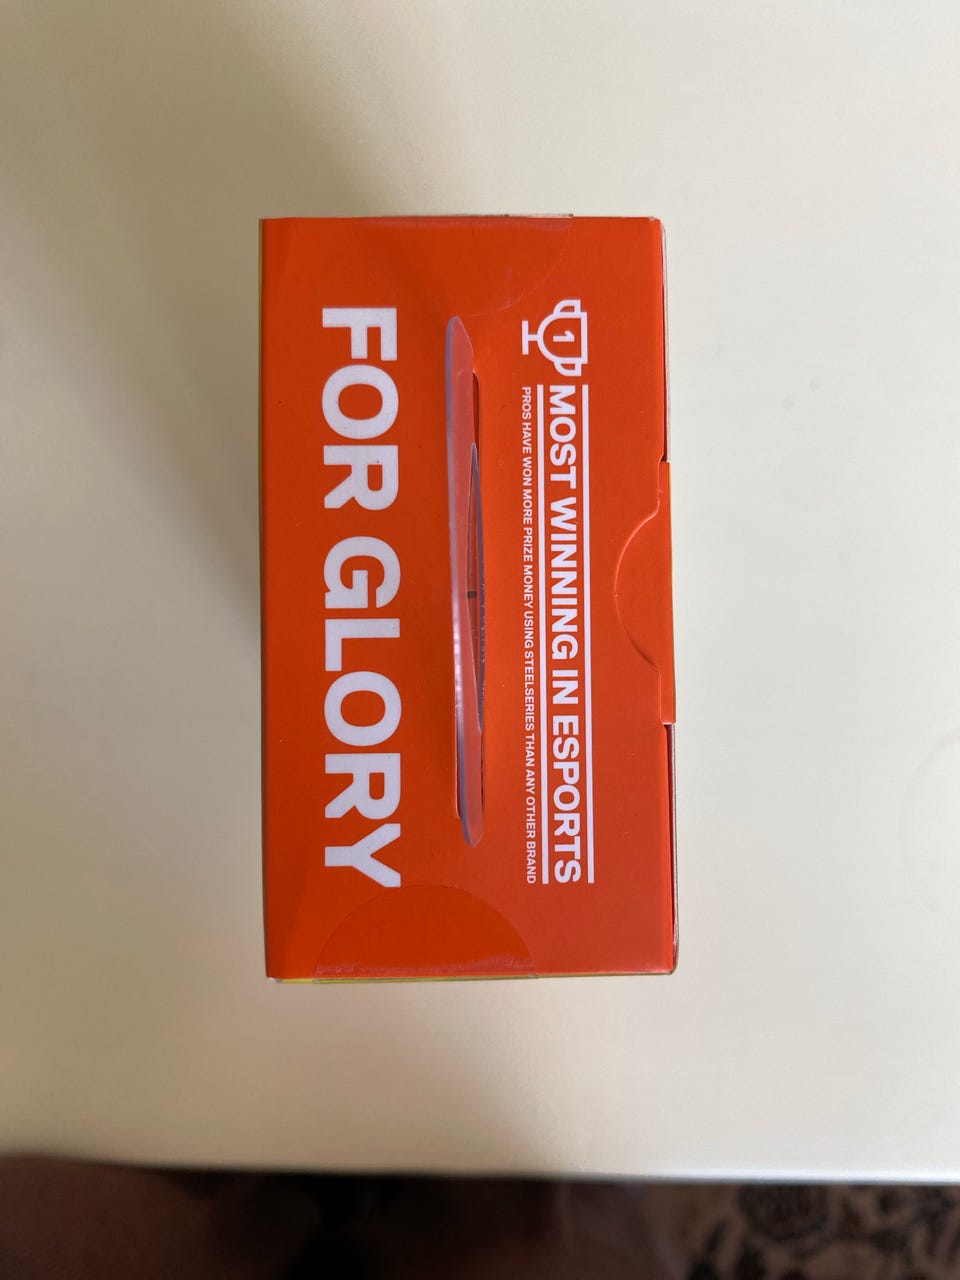 1
MOST WINNING IN ESPORTS
PROS HAVE WON MORE PRIZE MONEY USING STEELSERIES THAN ANY OTHER BRAND
FOR GLORY